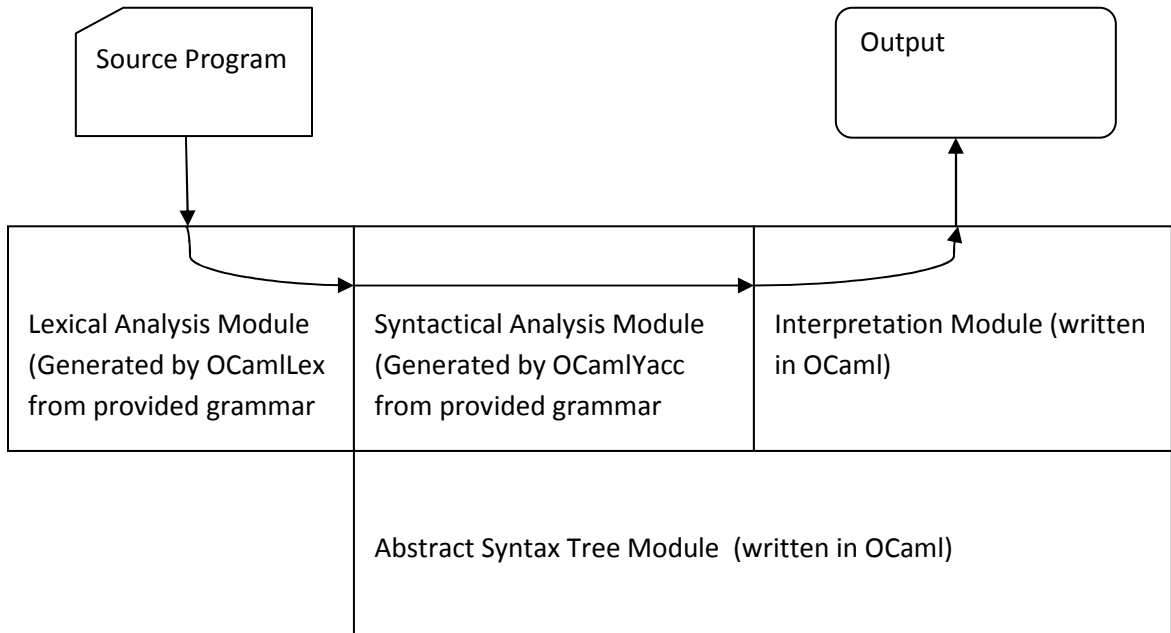 Source Program
Output
Lexical Analysis Module
(Generated by OCamlLex
from provided grammar
Syntactical Analysis Module
(Generated by OCamlYacc
from provided grammar
Interpretation Module (written
in OCaml)
Abstract Syntax Tree Module  (written in OCaml)